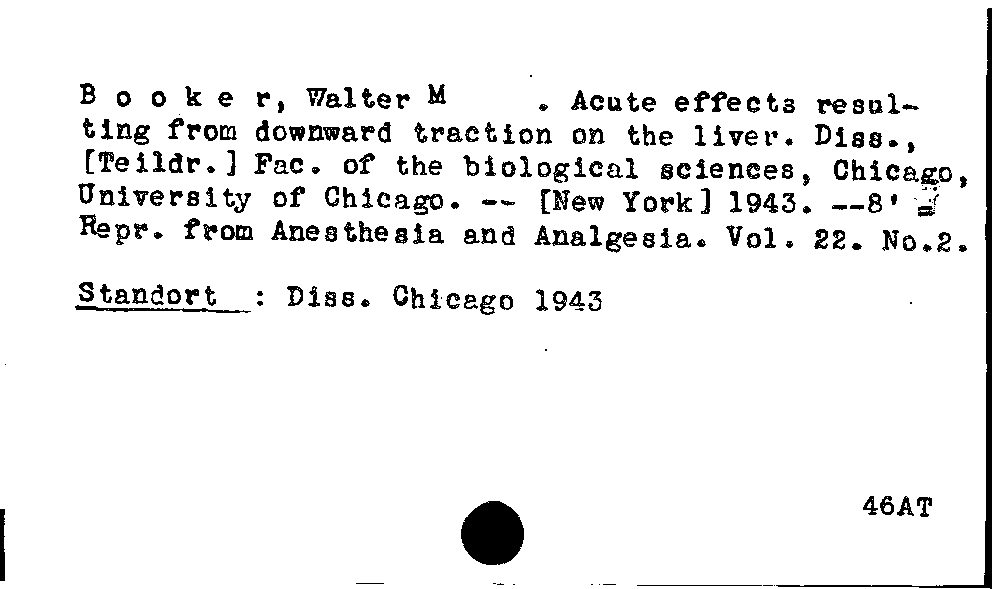 B o o k e r, Walter M . Acute effects resul-
ting from downward traction on the liver. Diss.,
[Teildr.] Fac. of the biological sciences, Chicago,
University of Chicago. -- [New York] 1943. --8'
Repr. from Anesthesia and Analgesia. Vol. 22. No.2.
Standort : Diss. Chicago 1943
46AT